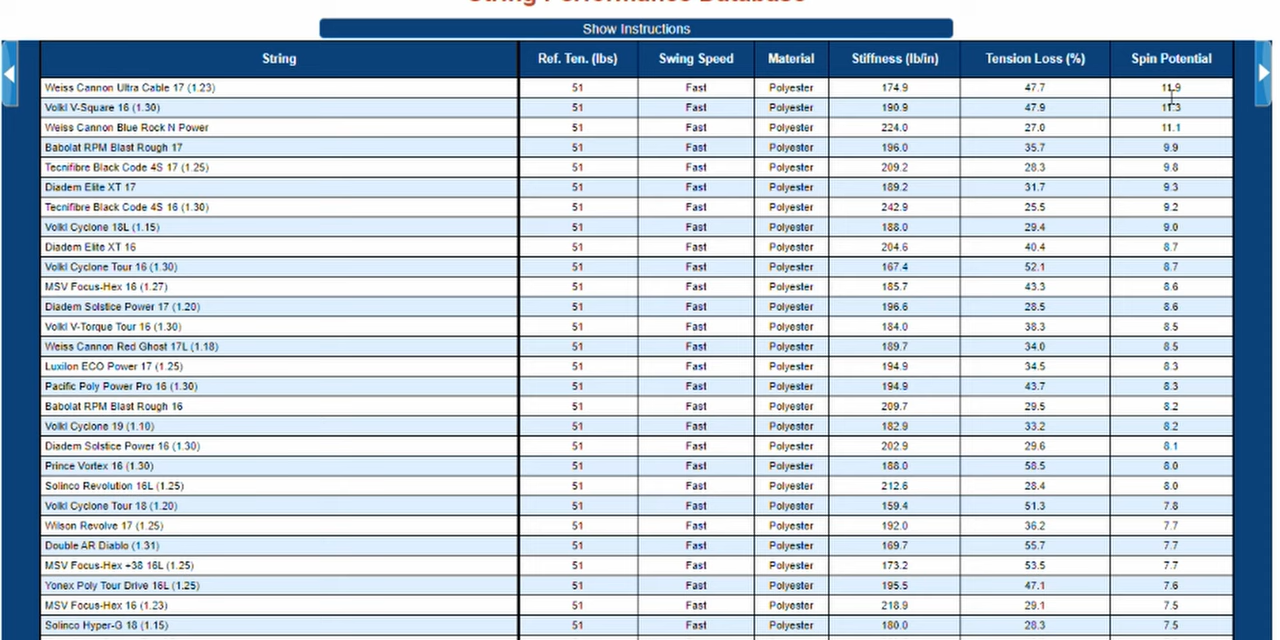 String Performance Database
Show Instructions
String Ref. Ten. (lbs) Swing Speed Material Stiffness (lb/in) Tension Loss (%) Spin Potential
Weiss Cannon Ultra Cable 17 (1.23) 51 Fast Polyester 174.9 47.7 11.9
Volkl V-Square 16 (1.30) 51 Fast Polyester 190.9 47.9 11.3
Weiss Cannon Blue Rock N Power 51 Fast Polyester 224.0 27.0 11.1
Babolat RPM Blast Rough 17 51 Fast Polyester 196.0 35.7 9.9
Tecnifibre Black Code 4S 17 (1.25) 51 Fast Polyester 209.2 28.3 9.8
Diadem Elite XT 17 51 Fast Polyester 189.2 31.7 9.3
Tecnifibre Black Code 4S 16 (1.30) 51 Fast Polyester 242.9 25.5 9.2
Volkl Cyclone 18L (1.15) 51 Fast Polyester 188.0 29.4 9.0
Diadem Elite XT 16 51 Fast Polyester 204.6 40.4 8.7
Volkl Cyclone Tour 16 (1.30) 51 Fast Polyester 167.4 52.1 8.7
MSV Focus-Hex 16 (1.27) 51 Fast Polyester 185.7 43.3 8.6
Diadem Solstice Power 17 (1.20) 51 Fast Polyester 196.6 28.5 8.6
Volkl V-Torque Tour 16 (1.30) 51 Fast Polyester 184.0 38.3 8.5
Weiss Cannon Red Ghost 17L (1.18) 51 Fast Polyester 189.7 34.0 8.5
Luxilon ECO Power 17 (1.25) 51 Fast Polyester 194.9 34.5 8.3
Pacific Poly Power Pro 16 (1.30) 51 Fast Polyester 194.9 43.7 8.3
Babolat RPM Blast Rough 16 51 Fast Polyester 209.7 29.5 8.2
Volkl Cyclone 19 (1.10) 51 Fast Polyester 182.9 33.2 8.2
Diadem Solstice Power 16 (1.30) 51 Fast Polyester 202.9 29.6 8.1
Prince Vortex 16 (1.30) 51 Fast Polyester 188.0 58.5 8.0
Solinco Revolution 16L (1.25) 51 Fast Polyester 212.6 28.4 8.0
Volkl Cyclone Tour 18 (1.20) 51 Fast Polyester 159.4 51.3 7.8
Wilson Revolve 17 (1.25) 51 Fast Polyester 192.0 36.2 7.7
Double AR Diablo (1.31) 51 Fast Polyester 169.7 55.7 7.7
MSV Focus-Hex +38 16L (1.25) 51 Fast Polyester 173.2 53.5 7.7
Yonex Poly Tour Drive 16L (1.25) 51 Fast Polyester 195.5 47.1 7.6
MSV Focus-Hex 16 (1.23) 51 Fast Polyester 218.9 29.1 7.5
Solinco Hyper-G 18 (1.15) 51 Fast Polyester 180.0 28.3 7.5